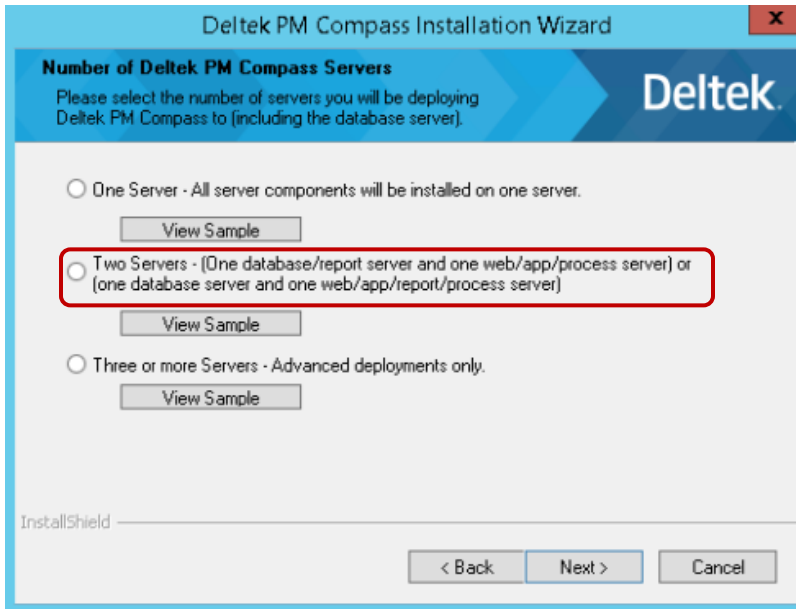 Deltek PM Compass Installation Wizard
x
Number of Deltek PM Compass Servers
Please select the number of servers you will be deploying
Deltek PM Compass to (including the database server).
Deltek.
One Server - All server components will be installed on one server.
View Sample
Two Servers - (One database/report server and one web/app/process server) or
(one database server and one web/app/report/process server)
View Sample
Three or more Servers - Advanced deployments only.
View Sample
InstallShield
< Back
Next >
Cancel